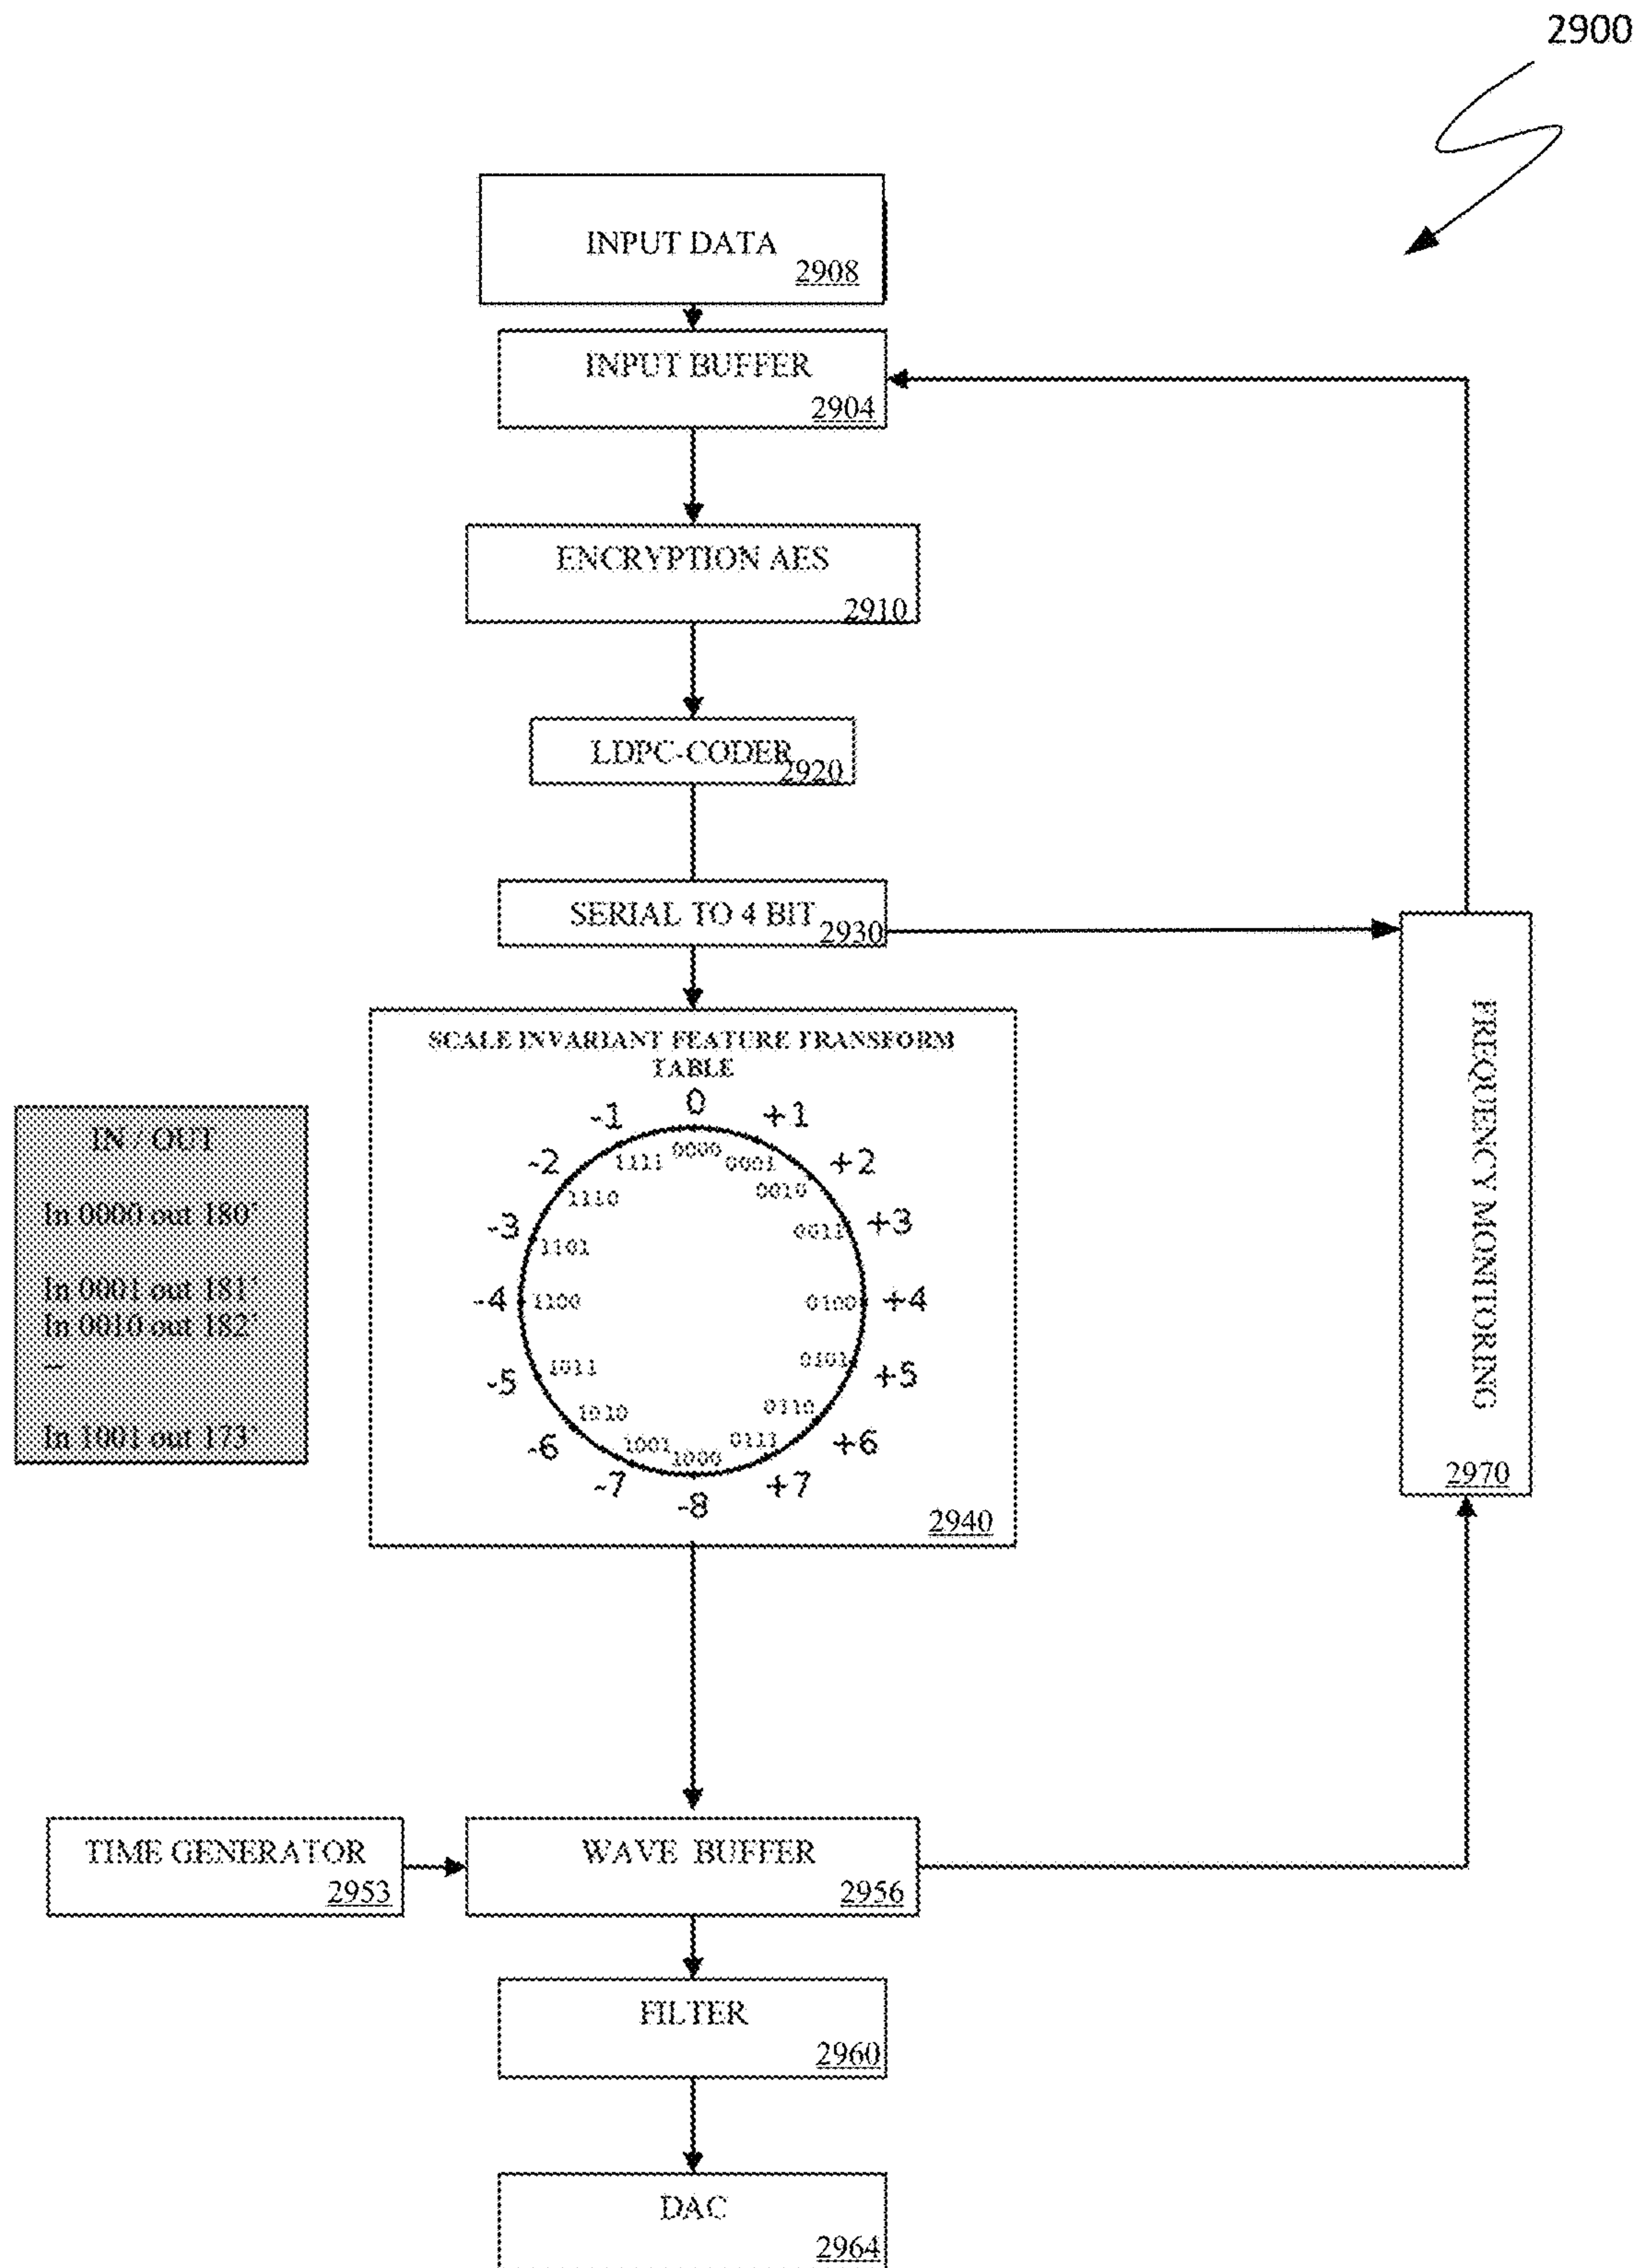 2900
INPUT DATA
2908
INPUT BUFFER
2904
ENCRYPTION AES
2910
LDPC-CODER
2920
SERIAL TO 4 BIT
2930
SCALE INVARIANT FEATURE TRANSFORM
TABLE
0
+1
+2
+3
+4
+5
+6
+7
-8
-7
-6
-5
-4
-3
-2
-1
0000
0001
0010
0011
0100
0101
0110
0111
1000
1001
1010
1011
1100
1101
1110
1111
2940
IN / OUT
In 0000 out 180°
In 0001 out 181°
In 0010 out 182°
–
In 1001 out 173°
FREQUENCY MONITORING
2970
TIME GENERATOR
2953
WAVE BUFFER
2956
FILTER
2960
DAC
2964